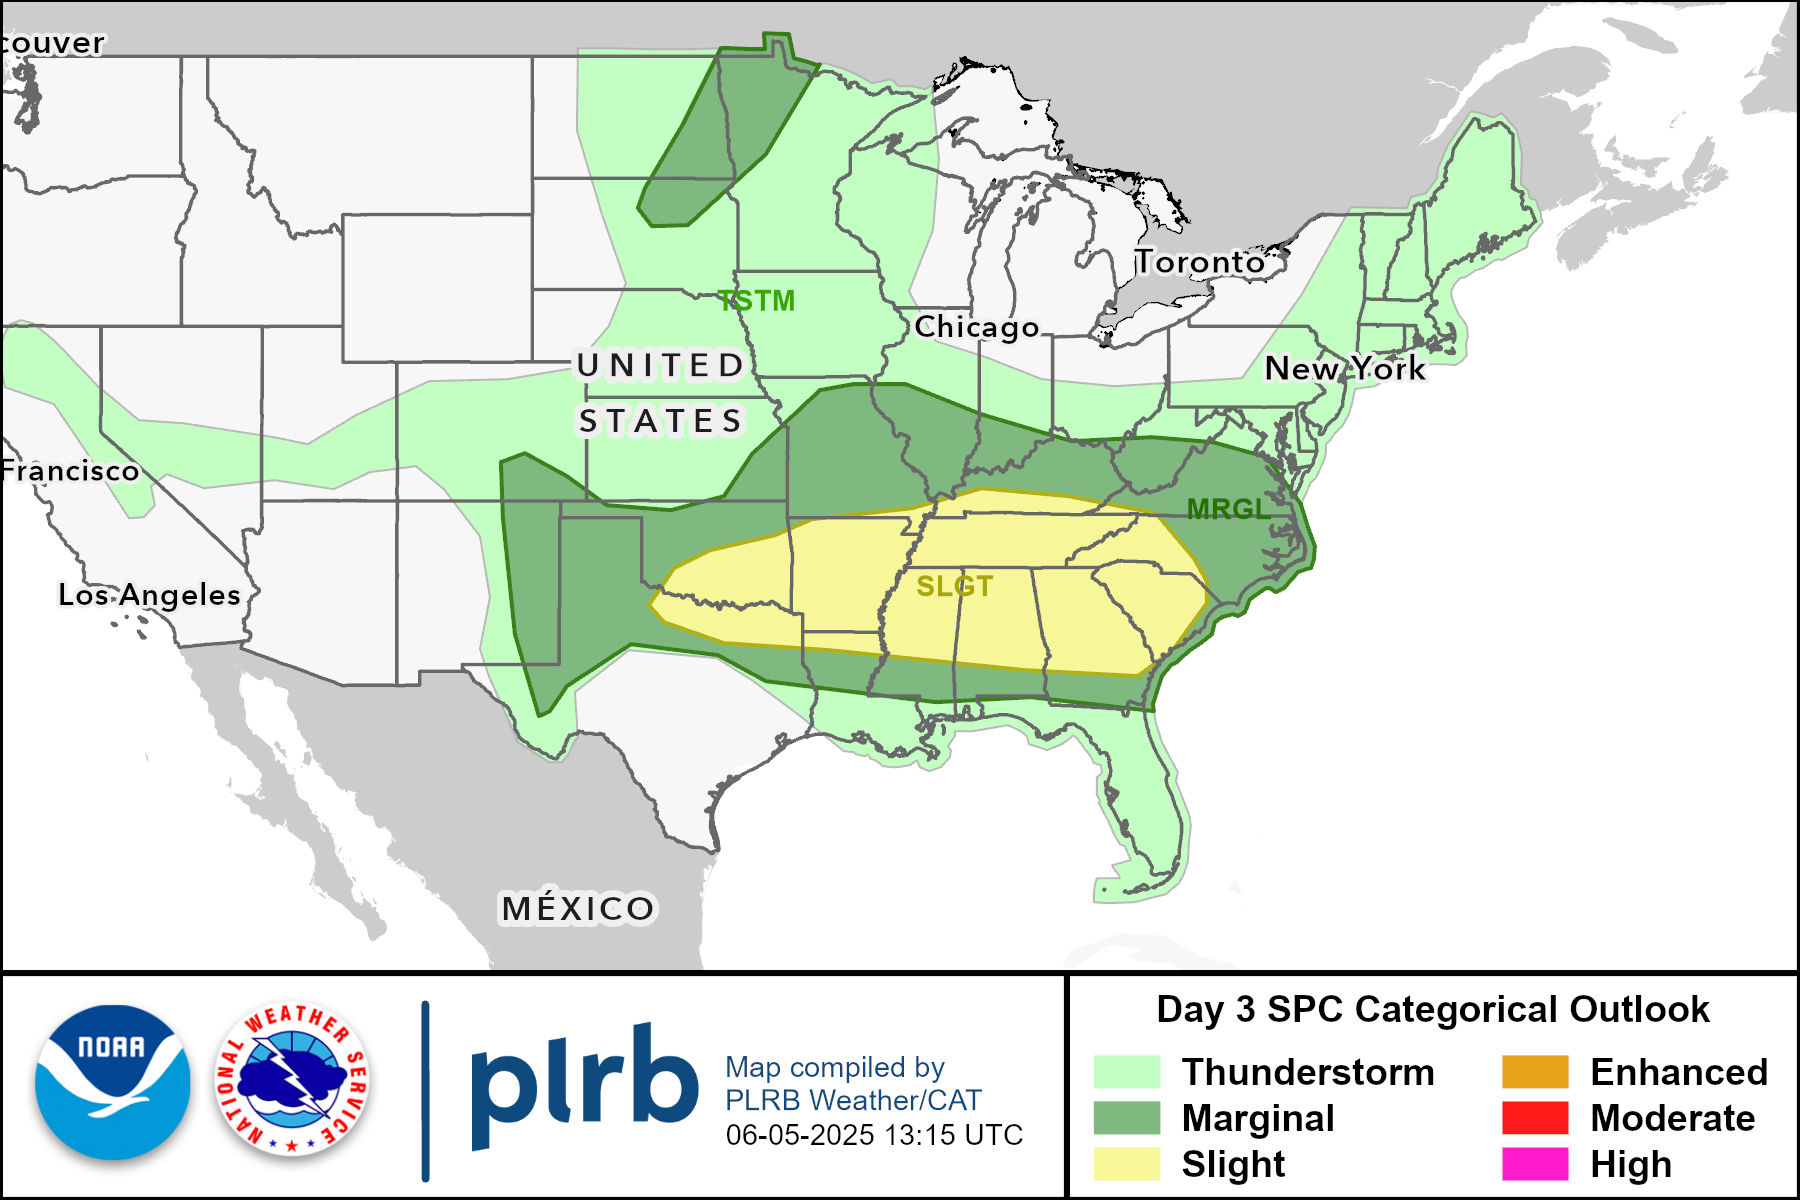 couver
Toronto
TSTM
Chicago
UNITED
New York
STATES
Francisco
MRGL
SLGT
Los Angeles
MÉXICO
NOAA
NATIONAL WEATHER SERVICE
plrb
Map compiled by
PLRB Weather/CAT
06-05-2025 13:15 UTC
Day 3 SPC Categorical Outlook
Thunderstorm
Enhanced
Marginal
Moderate
Slight
High